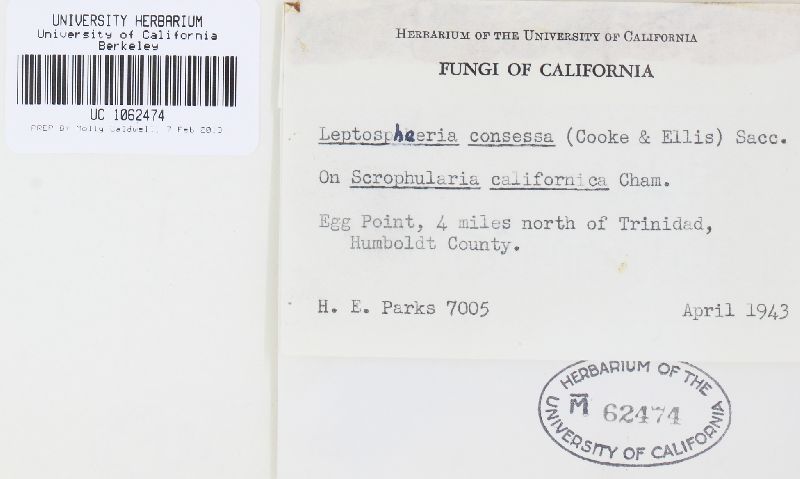 UNIVERSITY HERBARIUM
University of California
Berkeley
UC 1062474
PREP By Molly Caldwell, 7 Feb 2013
HERBARIUM OF THE UNIVERSITY OF CALIFORNIA
FUNGI OF CALIFORNIA
Leptosphaeria consessa (Cooke & Ellis) Sacc.
On Scrophularia californica Cham.
Egg Point, 4 miles north of Trinidad,
Humboldt County.
H. E. Parks 7005 April 1943
HERBARIUM OF THE
M 62474
UNIVERSITY OF CALIFORNIA